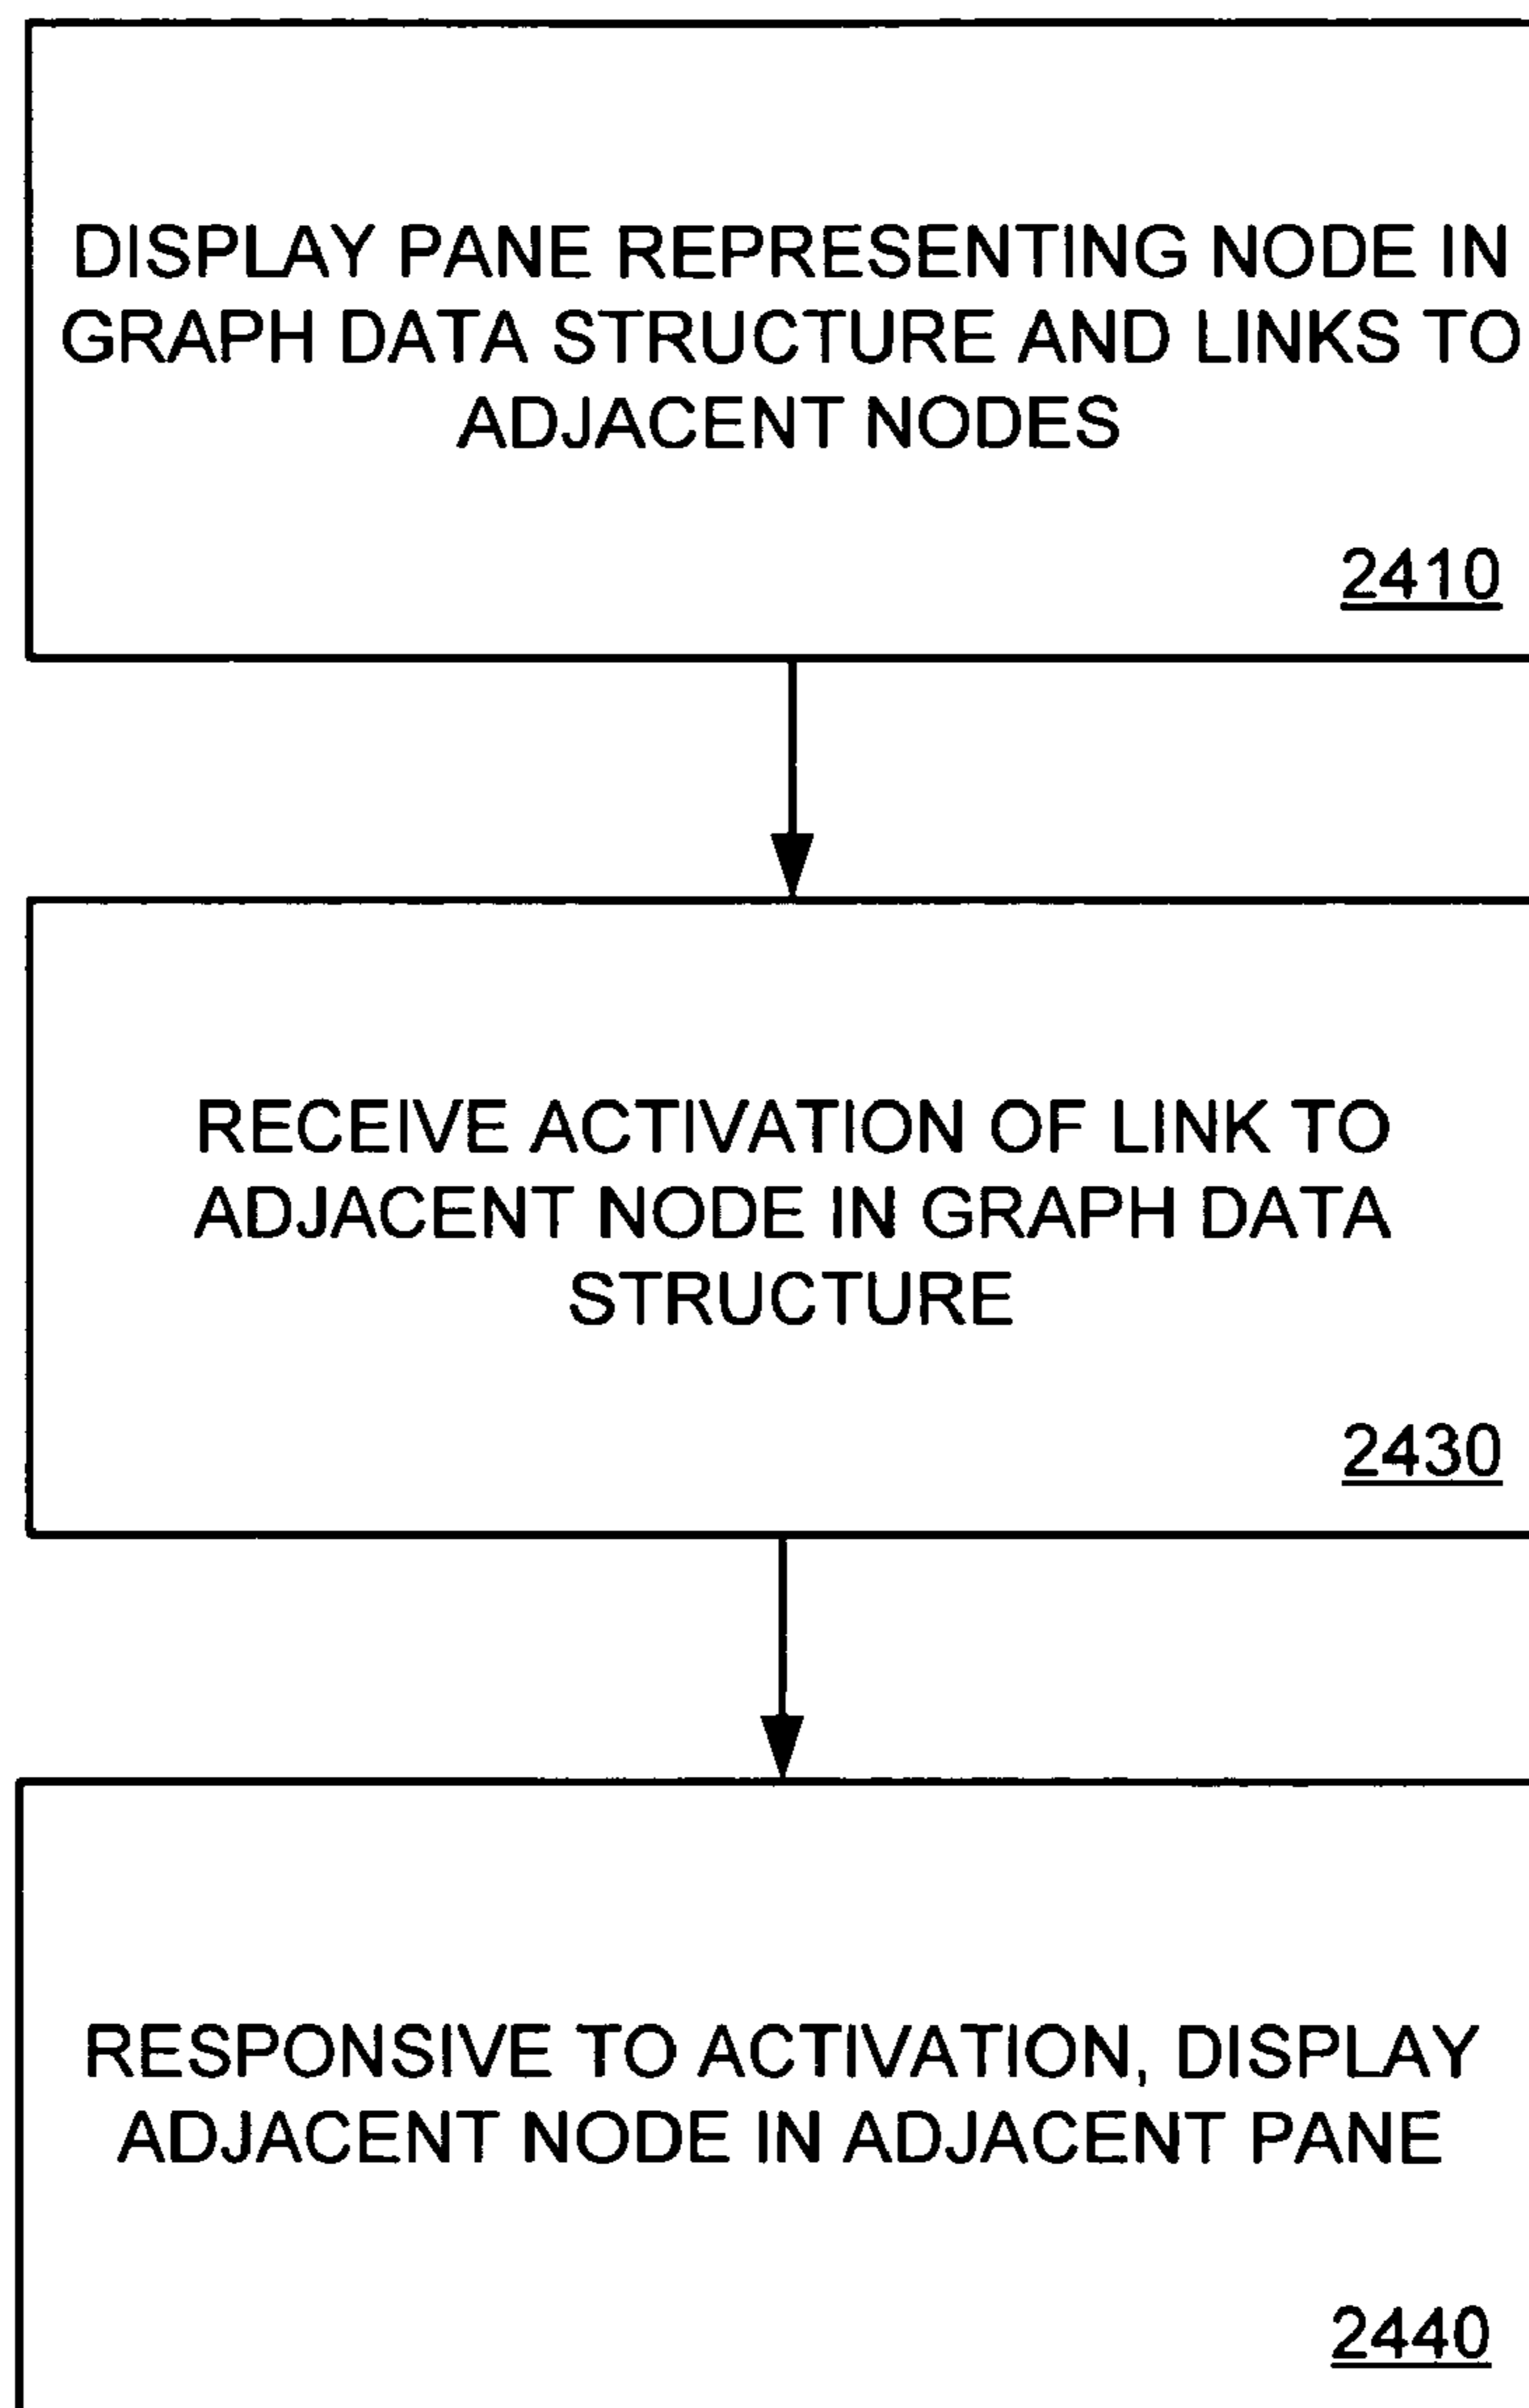 DISPLAY PANE REPRESENTING NODE IN
GRAPH DATA STRUCTURE AND LINKS TO
ADJACENT NODES
2410
RECEIVE ACTIVATION OF LINK TO
ADJACENT NODE IN GRAPH DATA
STRUCTURE
2430
RESPONSIVE TO ACTIVATION, DISPLAY
ADJACENT NODE IN ADJACENT PANE
2440